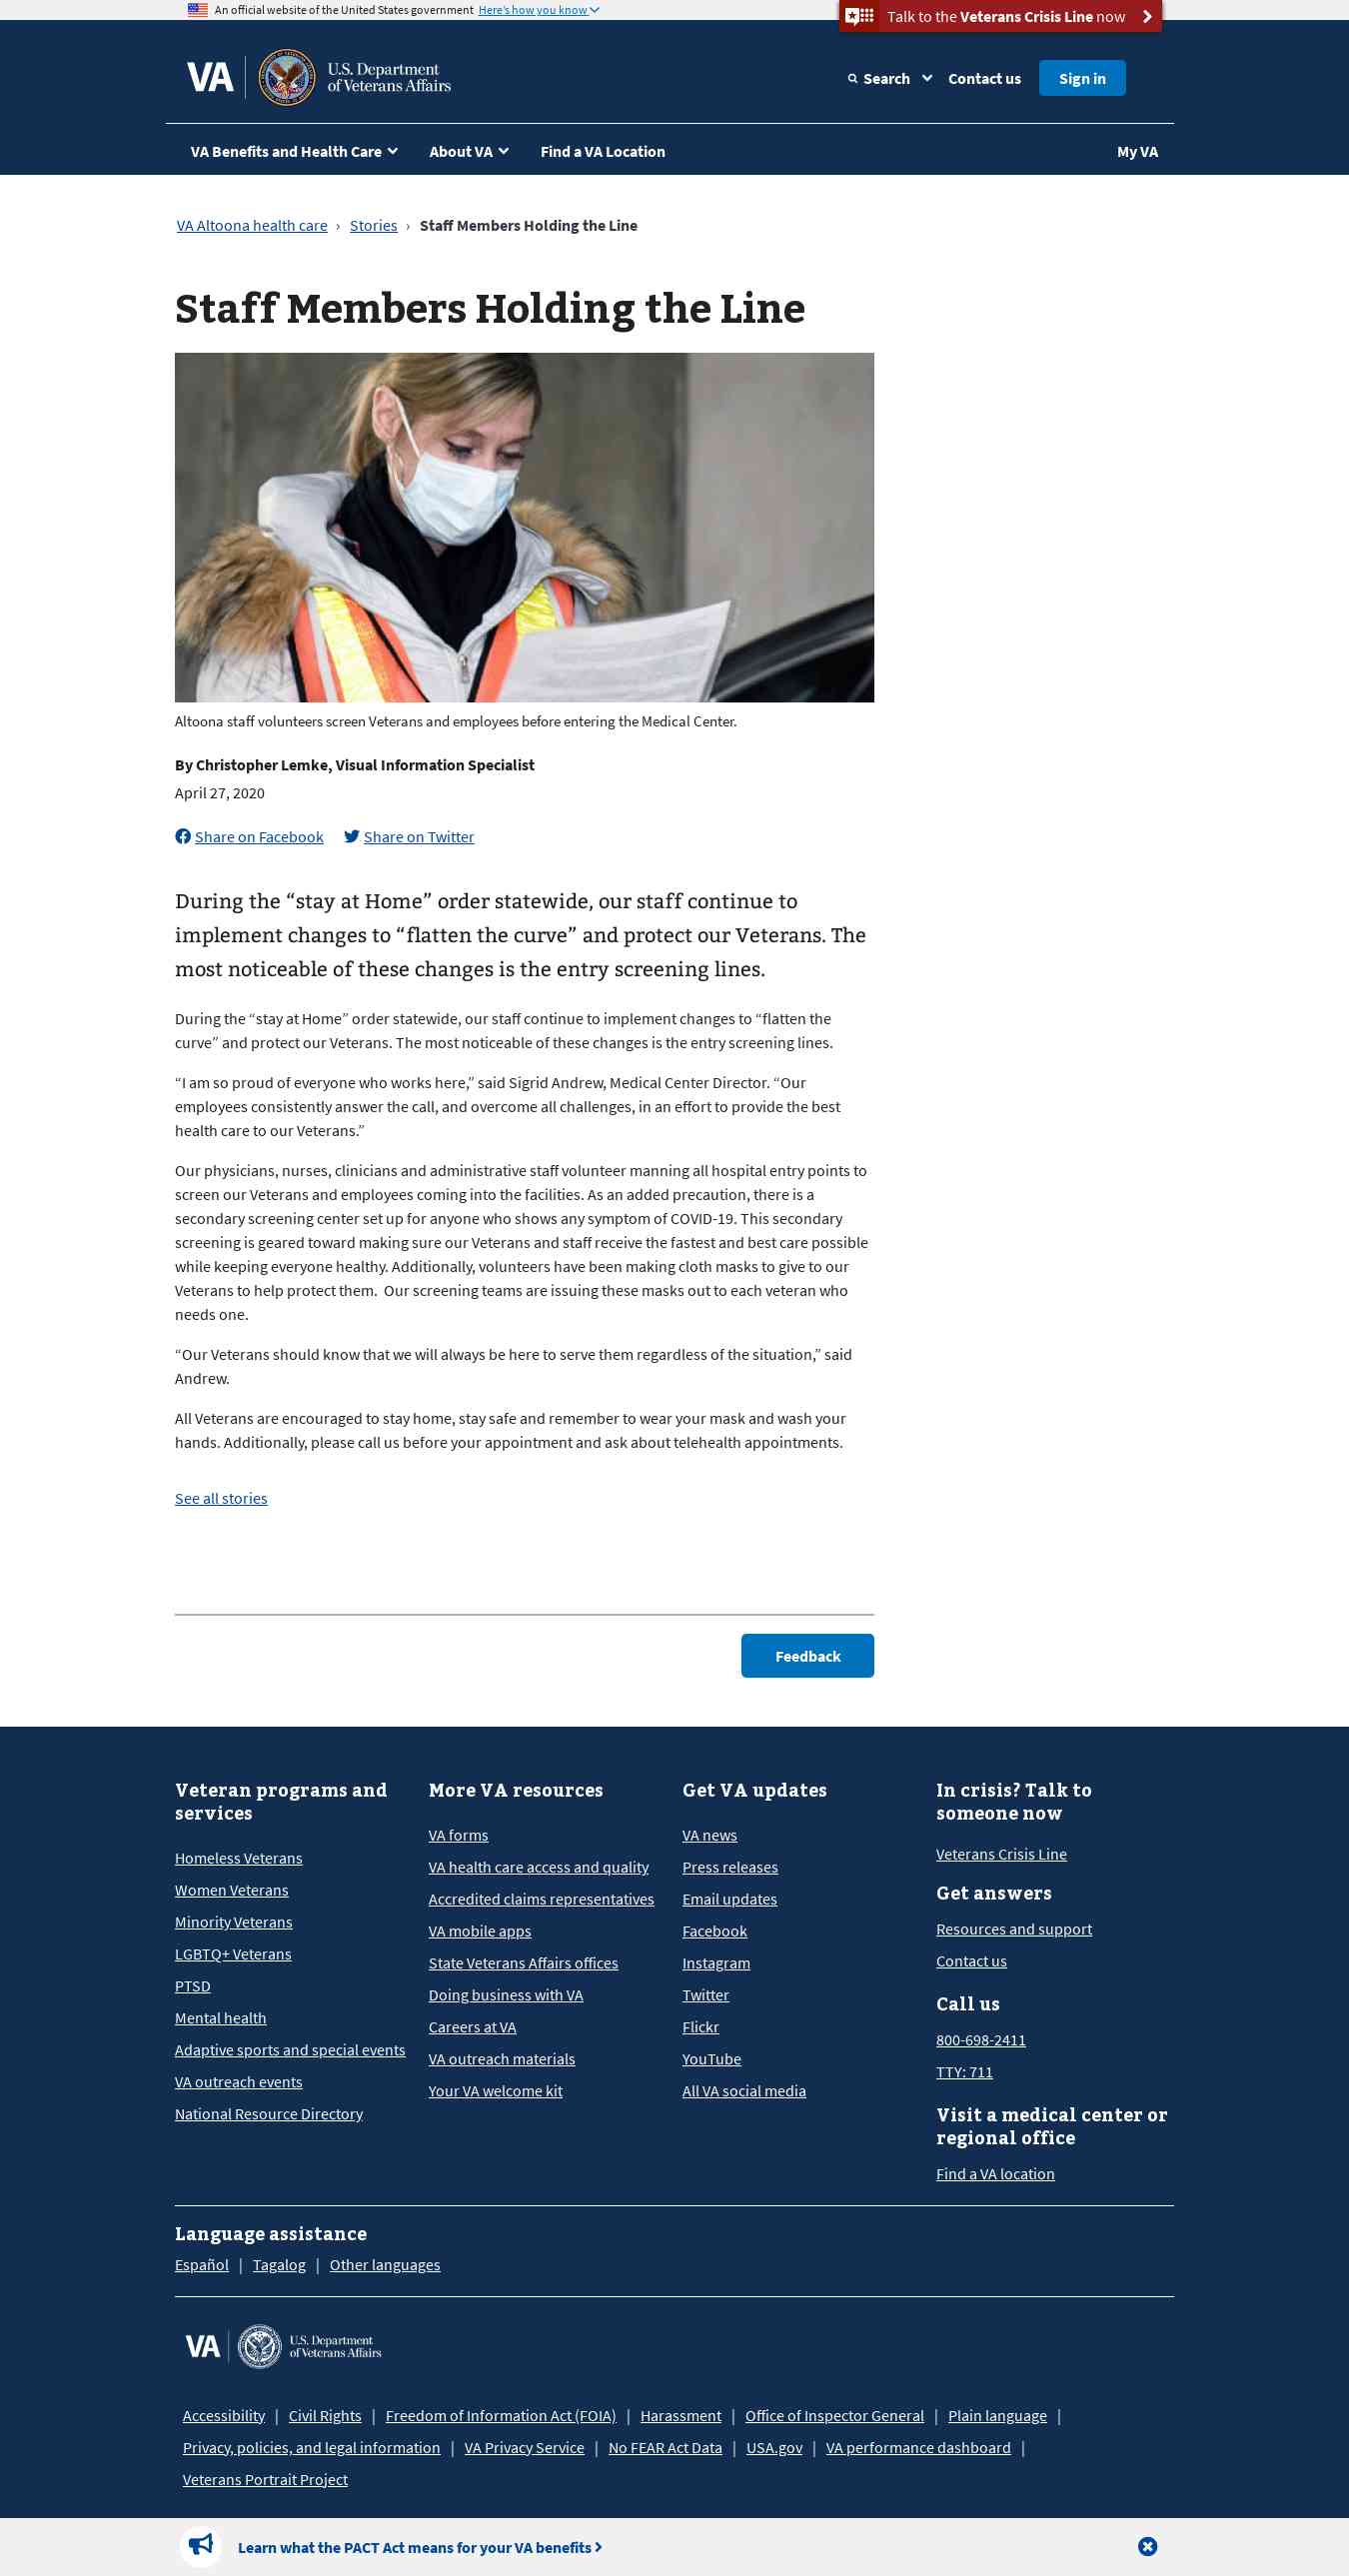 An official website of the United States government Here's how you know
Talk to the Veterans Crisis Line now
VA
U.S. Department
of Veterans Affairs
Search
Contact us
Sign in
VA Benefits and Health Care
About VA
Find a VA Location
My VA
VA Altoona health care › Stories › Staff Members Holding the Line
Staff Members Holding the Line
Altoona staff volunteers screen Veterans and employees before entering the Medical Center.
By Christopher Lemke, Visual Information Specialist
April 27, 2020
Share on Facebook
Share on Twitter
During the “stay at Home” order statewide, our staff continue to
implement changes to “flatten the curve” and protect our Veterans. The
most noticeable of these changes is the entry screening lines.
During the “stay at Home” order statewide, our staff continue to implement changes to “flatten the
curve” and protect our Veterans. The most noticeable of these changes is the entry screening lines.
“I am so proud of everyone who works here,” said Sigrid Andrew, Medical Center Director. “Our
employees consistently answer the call, and overcome all challenges, in an effort to provide the best
health care to our Veterans.”
Our physicians, nurses, clinicians and administrative staff volunteer manning all hospital entry points to
screen our Veterans and employees coming into the facilities. As an added precaution, there is a
secondary screening center set up for anyone who shows any symptom of COVID-19. This secondary
screening is geared toward making sure our Veterans and staff receive the fastest and best care possible
while keeping everyone healthy. Additionally, volunteers have been making cloth masks to give to our
Veterans to help protect them.  Our screening teams are issuing these masks out to each veteran who
needs one.
“Our Veterans should know that we will always be here to serve them regardless of the situation,” said
Andrew.
All Veterans are encouraged to stay home, stay safe and remember to wear your mask and wash your
hands. Additionally, please call us before your appointment and ask about telehealth appointments.
See all stories
Feedback
Veteran programs and
services
Homeless Veterans
Women Veterans
Minority Veterans
LGBTQ+ Veterans
PTSD
Mental health
Adaptive sports and special events
VA outreach events
National Resource Directory
More VA resources
VA forms
VA health care access and quality
Accredited claims representatives
VA mobile apps
State Veterans Affairs offices
Doing business with VA
Careers at VA
VA outreach materials
Your VA welcome kit
Get VA updates
VA news
Press releases
Email updates
Facebook
Instagram
Twitter
Flickr
YouTube
All VA social media
In crisis? Talk to
someone now
Veterans Crisis Line
Get answers
Resources and support
Contact us
Call us
800-698-2411
TTY: 711
Visit a medical center or
regional office
Find a VA location
Language assistance
Español | Tagalog | Other languages
VA
U.S. Department
of Veterans Affairs
Accessibility | Civil Rights | Freedom of Information Act (FOIA) | Harassment | Office of Inspector General | Plain language |
Privacy, policies, and legal information | VA Privacy Service | No FEAR Act Data | USA.gov | VA performance dashboard |
Veterans Portrait Project
Learn what the PACT Act means for your VA benefits